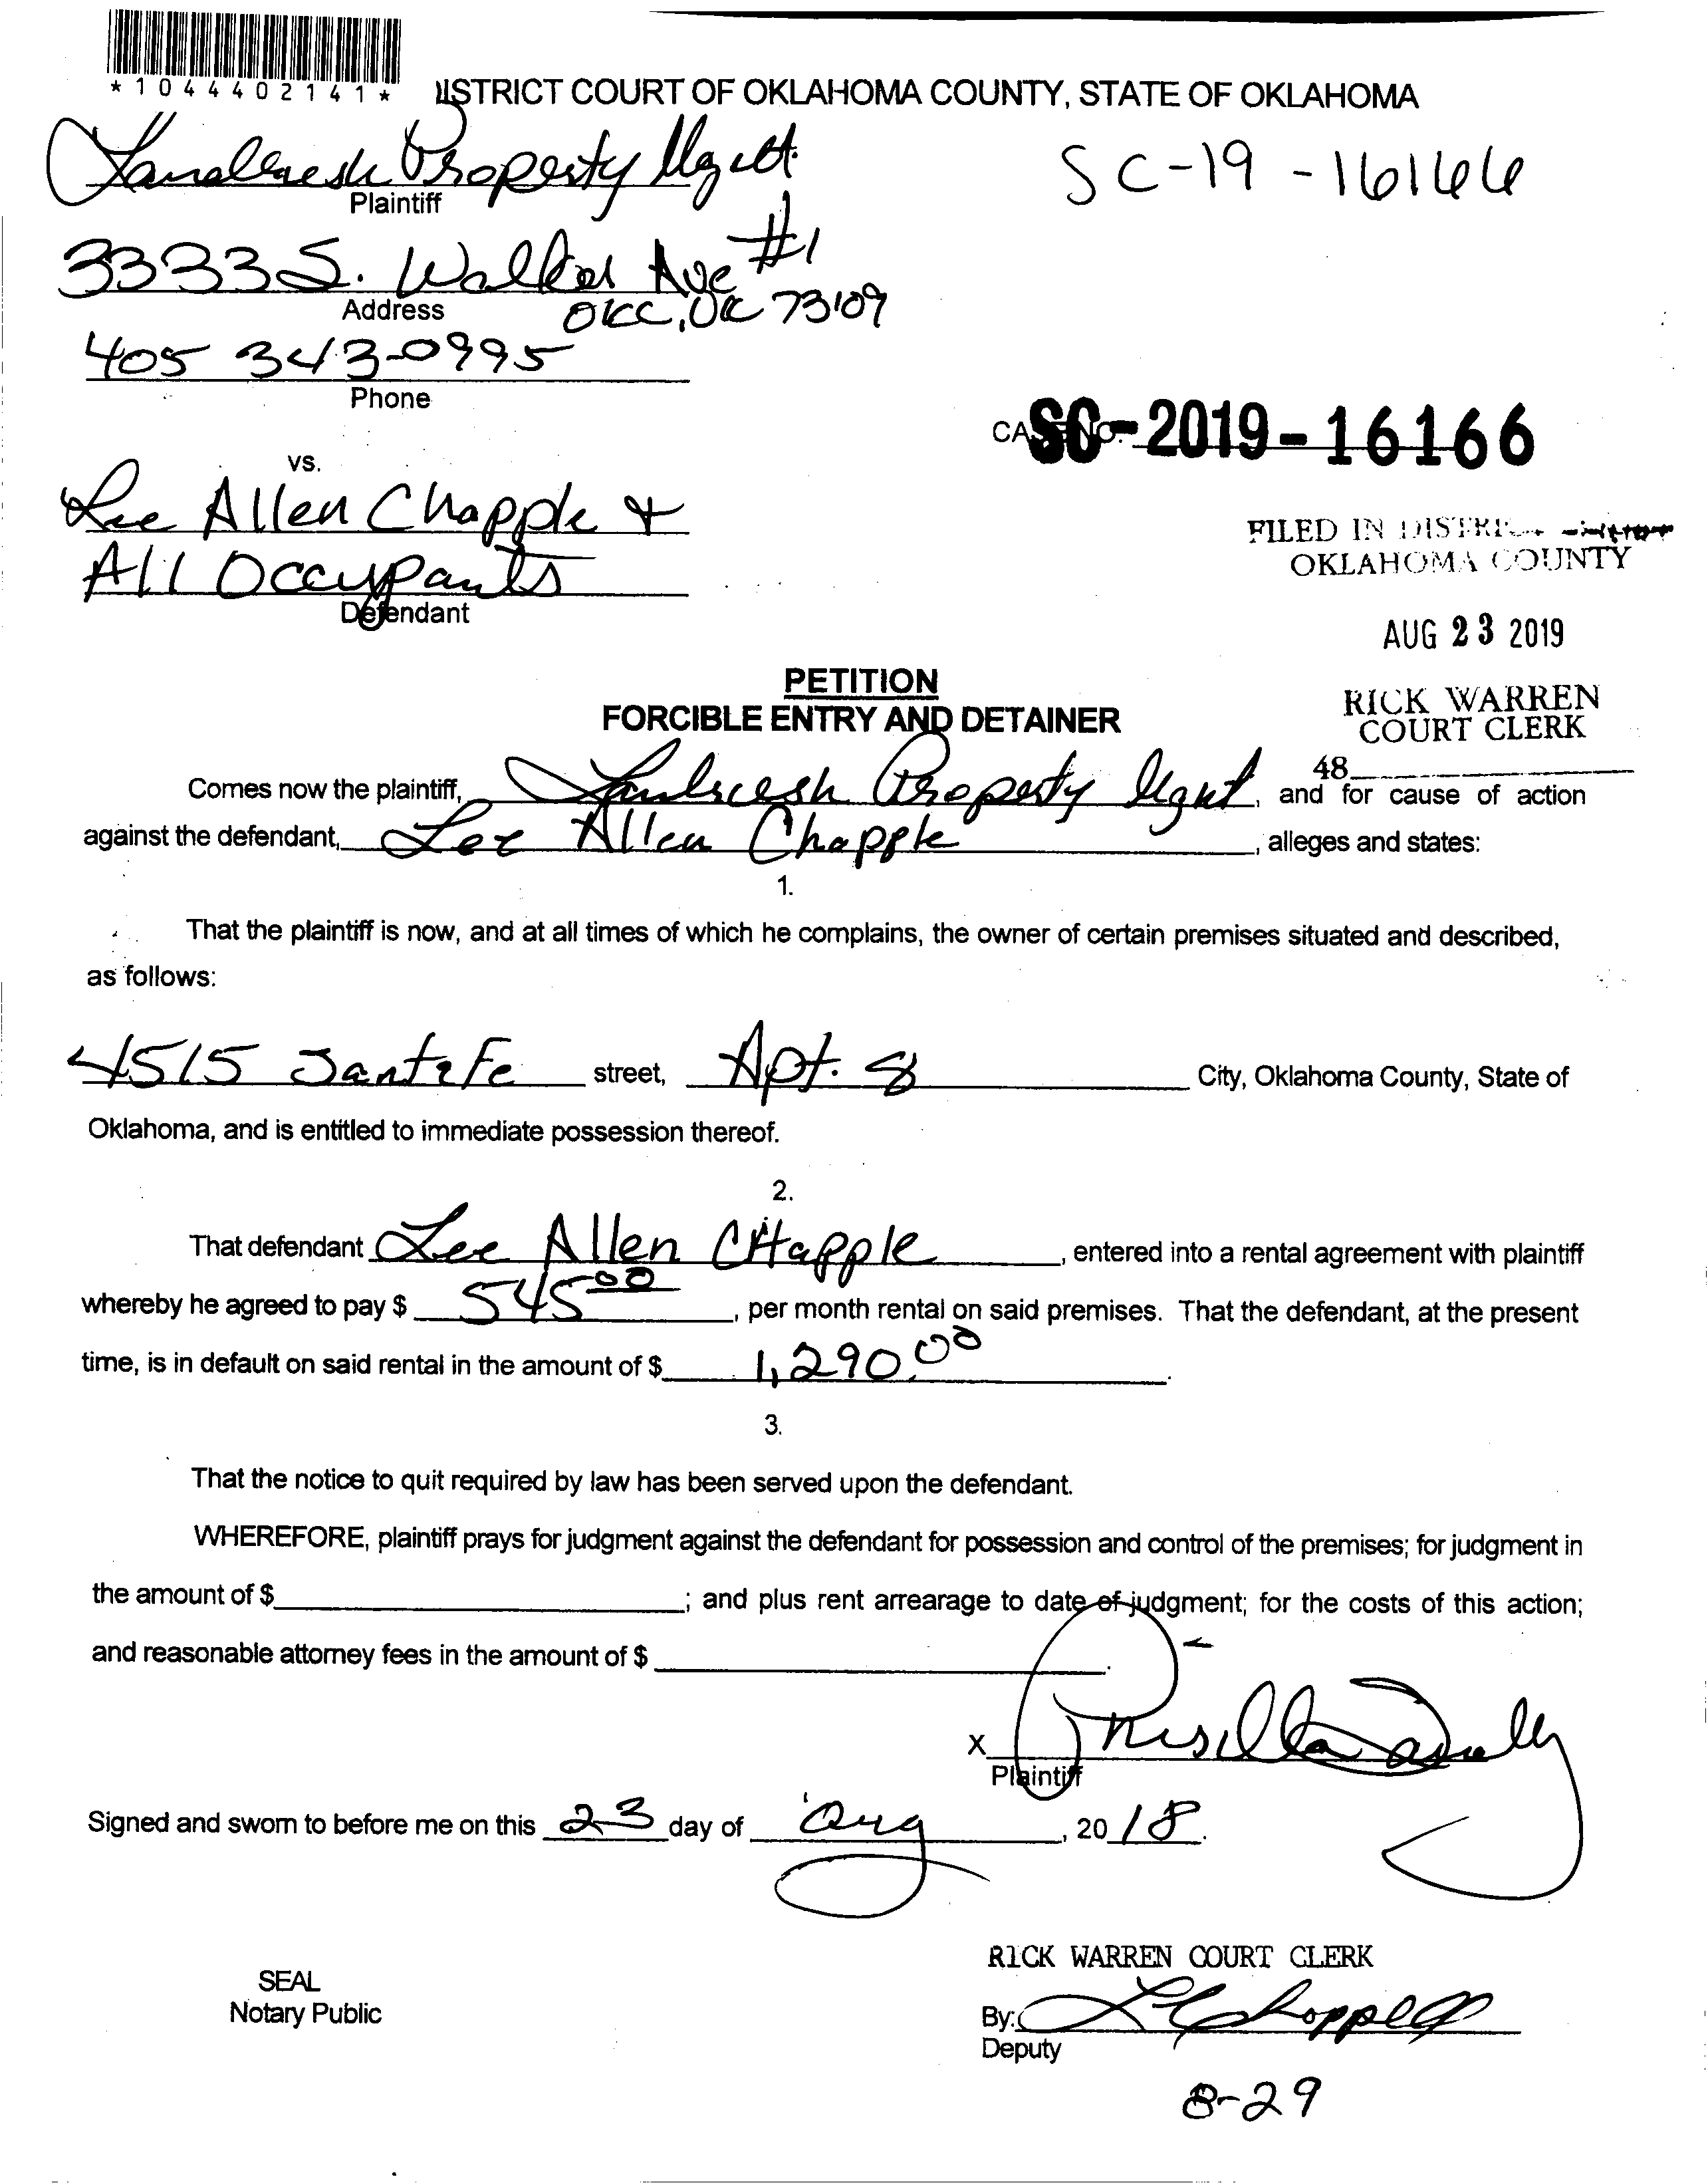 *1044402141*
DISTRICT COURT OF OKLAHOMA COUNTY, STATE OF OKLAHOMA
Property Mgmt.
SC-19-16166
Plaintiff
3333 S. Walker Ave #1
Address
OKC, OK 73109
405 343-0995
Phone
CASE NO. SC-2019-16166
vs.
Lee Allen Chapple &
All Occupants
Defendant
FILED IN DISTRICT
OKLAHOMA COUNTY
AUG 23 2019
RICK WARREN
COURT CLERK
48
PETITION
FORCIBLE ENTRY AND DETAINER
Comes now the plaintiff, Property Mgmt, and for cause of action
against the defendant, Lee Allen Chapple, alleges and states:
1.
That the plaintiff is now, and at all times of which he complains, the owner of certain premises situated and described,
as follows:
4515 Santa Fe street, Apt. 8 City, Oklahoma County, State of
Oklahoma, and is entitled to immediate possession thereof.
2.
That defendant Lee Allen CHapple, entered into a rental agreement with plaintiff
whereby he agreed to pay $ 545 00, per month rental on said premises. That the defendant, at the present
time, is in default on said rental in the amount of $ 1,290.00.
3.
That the notice to quit required by law has been served upon the defendant.
WHEREFORE, plaintiff prays for judgment against the defendant for possession and control of the premises; for judgment in
the amount of $ ; and plus rent arrearage to date of judgment; for the costs of this action;
and reasonable attorney fees in the amount of $ .
X Prisilla
Plaintiff
Signed and sworn to before me on this 23 day of Aug, 2018.
RICK WARREN COURT CLERK
SEAL
Notary Public
By:
Deputy
8-29